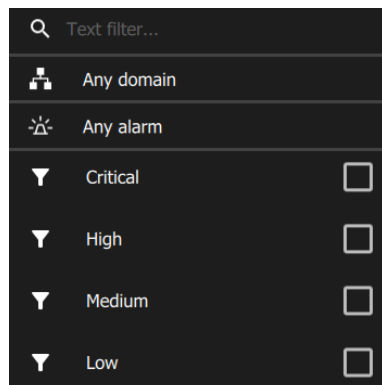 Text filter...
Any domain
Any alarm
Critical
High
Medium
Low